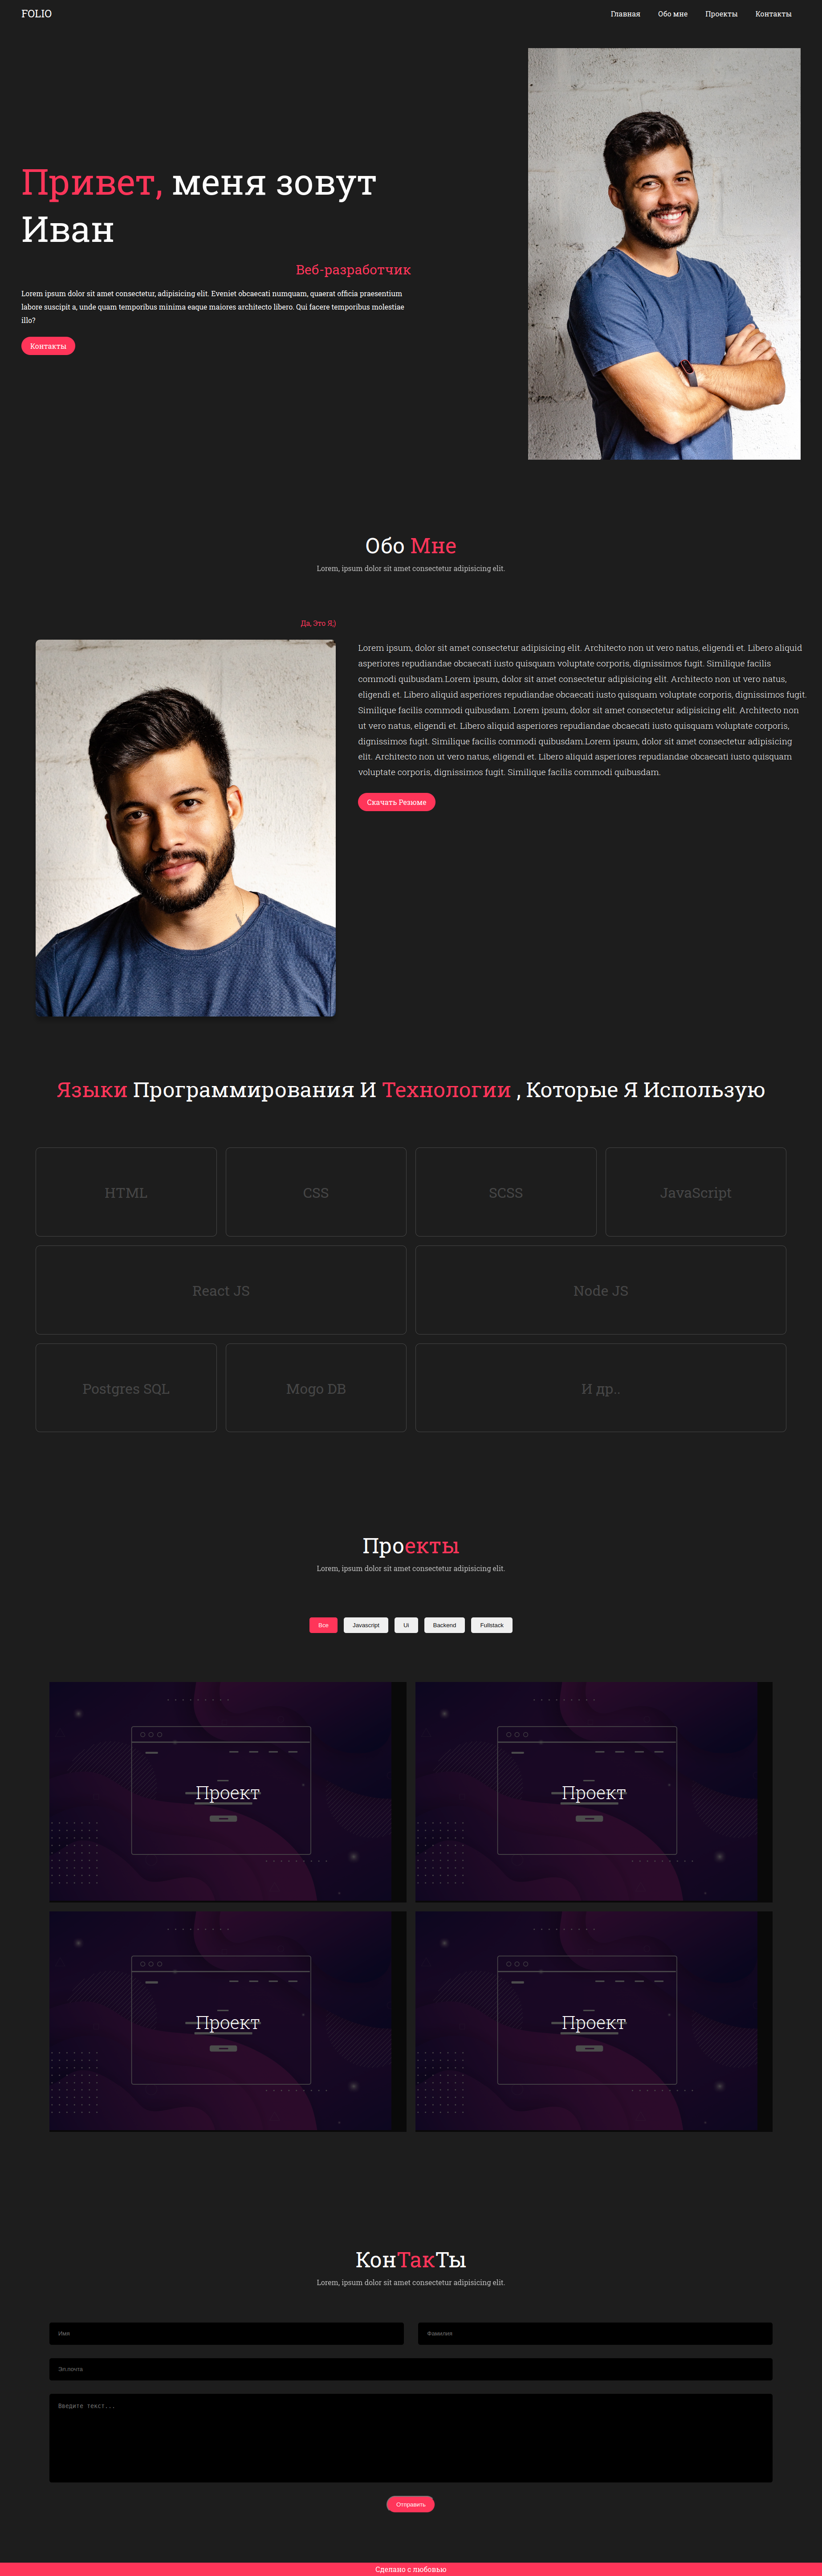 FOLIO
Главная Обо мне Проекты Контакты
Привет, меня зовут
Иван
Веб-разработчик
Lorem ipsum dolor sit amet consectetur, adipisicing elit. Eveniet obcaecati numquam, quaerat officia praesentium
labore suscipit a, unde quam temporibus minima eaque maiores architecto libero. Qui facere temporibus molestiae
illo?
Контакты
Обо Мне
Lorem, ipsum dolor sit amet consectetur adipisicing elit.
Да, Это Я;)
Lorem ipsum, dolor sit amet consectetur adipisicing elit. Architecto non ut vero natus, eligendi et. Libero aliquid
asperiores repudiandae obcaecati iusto quisquam voluptate corporis, dignissimos fugit. Similique facilis
commodi quibusdam.Lorem ipsum, dolor sit amet consectetur adipisicing elit. Architecto non ut vero natus,
eligendi et. Libero aliquid asperiores repudiandae obcaecati iusto quisquam voluptate corporis, dignissimos fugit.
Similique facilis commodi quibusdam. Lorem ipsum, dolor sit amet consectetur adipisicing elit. Architecto non
ut vero natus, eligendi et. Libero aliquid asperiores repudiandae obcaecati iusto quisquam voluptate corporis,
dignissimos fugit. Similique facilis commodi quibusdam.Lorem ipsum, dolor sit amet consectetur adipisicing
elit. Architecto non ut vero natus, eligendi et. Libero aliquid asperiores repudiandae obcaecati iusto quisquam
voluptate corporis, dignissimos fugit. Similique facilis commodi quibusdam.
Скачать Резюме
Языки Программирования И Технологии , Которые Я Использую
HTML CSS SCSS JavaScript
React JS Node JS
Postgres SQL Mogo DB И др..
Проекты
Lorem, ipsum dolor sit amet consectetur adipisicing elit.
Все Javascript Ui Backend Fullstack
Проект Проект
Проект Проект
КонТакТы
Lorem, ipsum dolor sit amet consectetur adipisicing elit.
Имя Фамилия
Эл.почта
Введите текст...
Отправить
Сделано с любовью